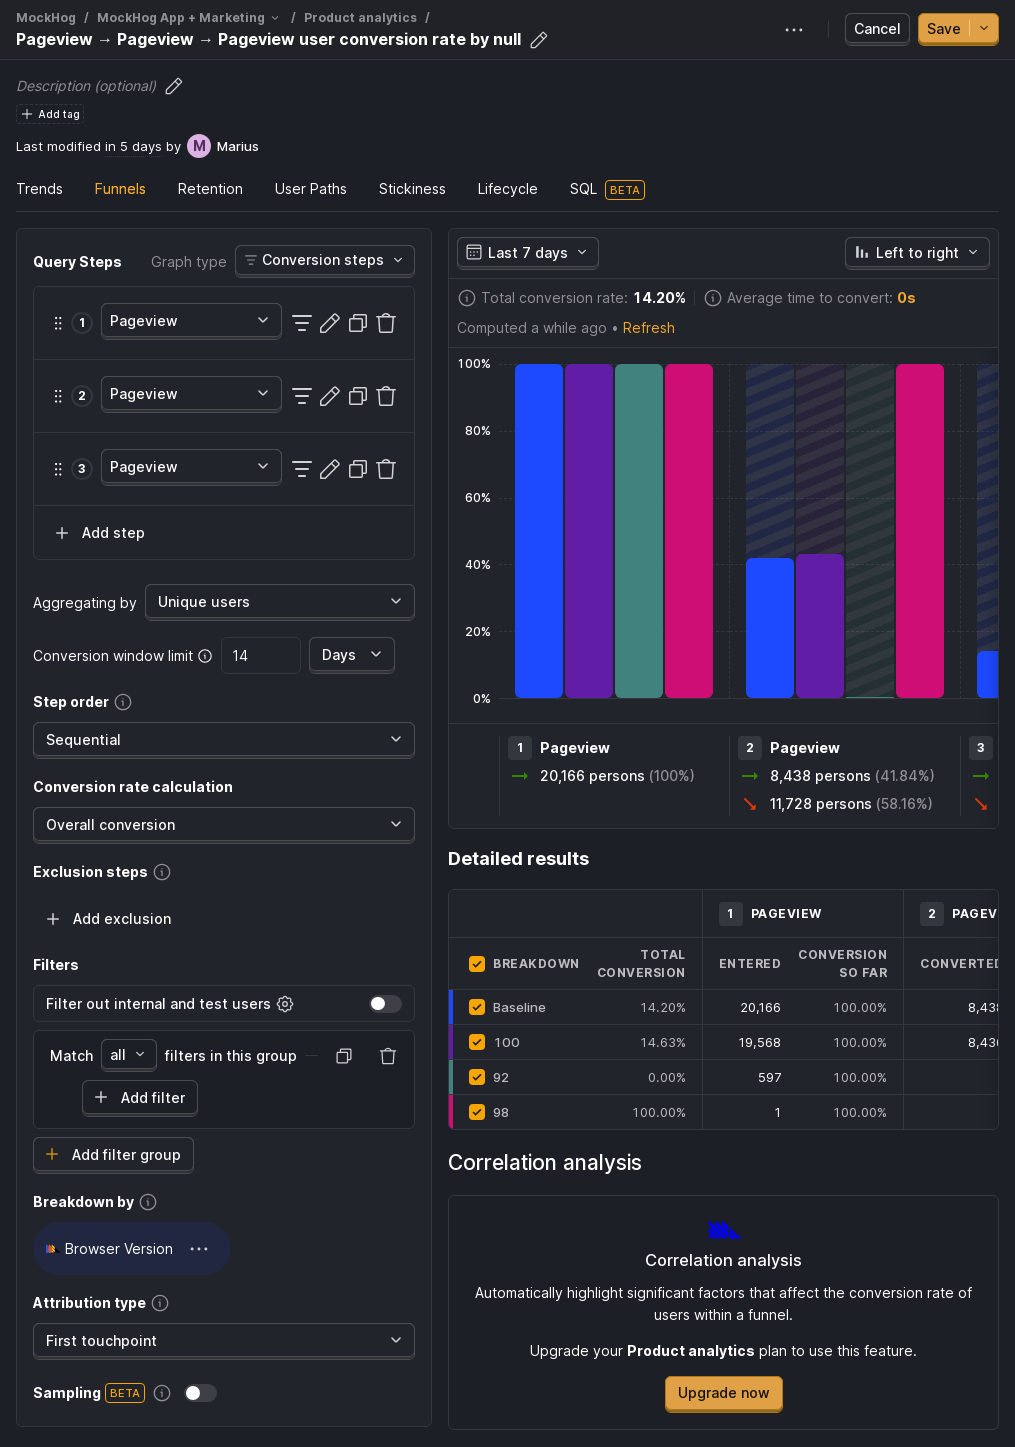 MockHog / MockHog App + Marketing / Product analytics /
Pageview → Pageview → Pageview user conversion rate by null
Cancel
Save
Description (optional)
Add tag
Last modified in 5 days by M Marius
Trends Funnels Retention User Paths Stickiness Lifecycle SQL BETA
Query Steps Graph type Conversion steps
1 Pageview
2 Pageview
3 Pageview
Add step
Aggregating by Unique users
Conversion window limit 14 Days
Step order
Sequential
Conversion rate calculation
Overall conversion
Exclusion steps
Add exclusion
Filters
Filter out internal and test users
Match all filters in this group
Add filter
Add filter group
Breakdown by
Browser Version
Attribution type
First touchpoint
Sampling BETA
Last 7 days Left to right
Total conversion rate: 14.20% Average time to convert: 0s
Computed a while ago • Refresh
100%
80%
60%
40%
20%
0%
1 Pageview 2 Pageview 3
20,166 persons (100%) 8,438 persons (41.84%)
11,728 persons (58.16%)
Detailed results
1 PAGEVIEW 2 PAGEV
BREAKDOWN TOTAL CONVERSION ENTERED CONVERSION SO FAR CONVERTED
Baseline 14.20% 20,166 100.00% 8,438
100 14.63% 19,568 100.00% 8,430
92 0.00% 597 100.00%
98 100.00% 1 100.00%
Correlation analysis
Correlation analysis
Automatically highlight significant factors that affect the conversion rate of
users within a funnel.
Upgrade your Product analytics plan to use this feature.
Upgrade now